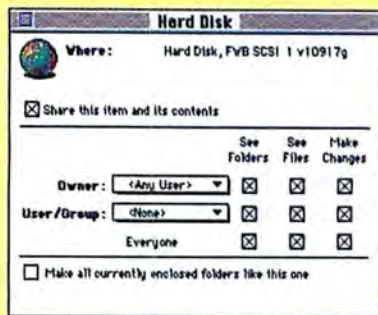 Hard Disk
Where: Hard Disk, FWB SCSI 1 v10917g
Share this item and its contents
See Folders See Files Make Changes
Owner: <Any User>
User/Group: <None>
Everyone
Make all currently enclosed folders like this one